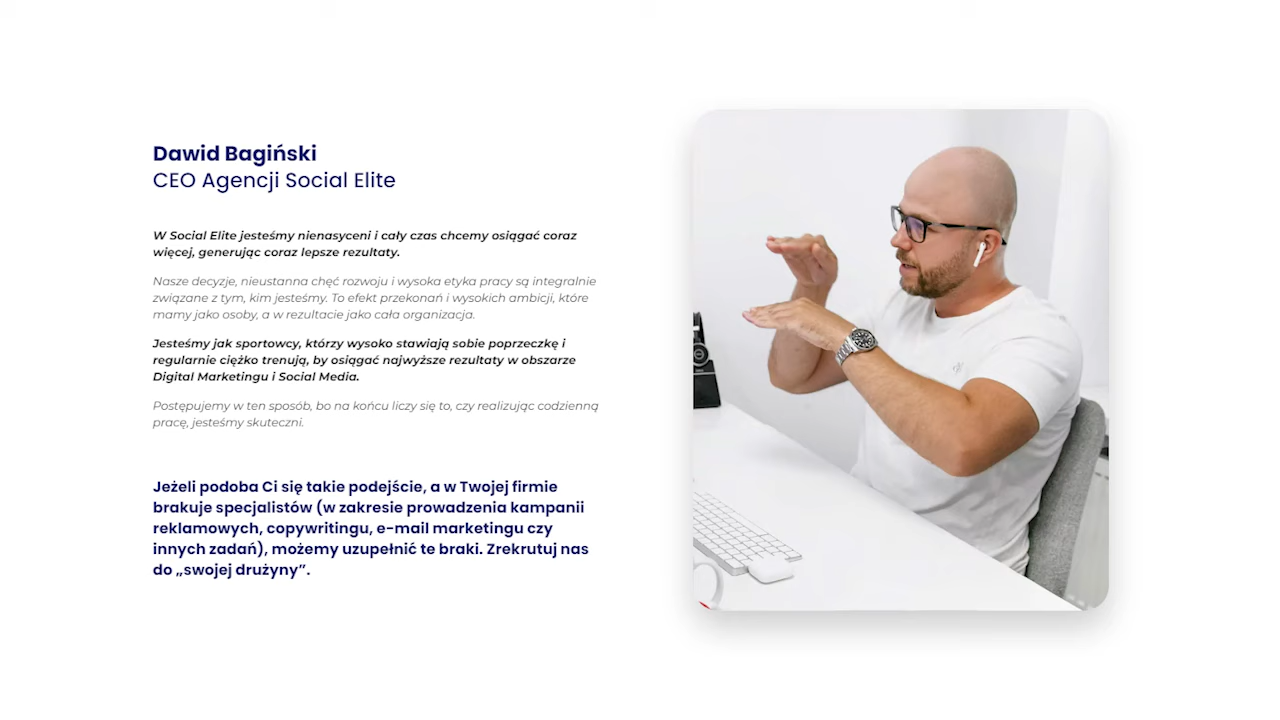 Dawid Bagiński
CEO Agencji Social Elite
W Social Elite jesteśmy nienasyceni i cały czas chcemy osiągać coraz
więcej, generując coraz lepsze rezultaty.
Nasze decyzje, nieustanna chęć rozwoju i wysoka etyka pracy są integralnie
związane z tym, kim jesteśmy. To efekt przekonań i wysokich ambicji, które
mamy jako osoby, a w rezultacie jako cała organizacja.
Jesteśmy jak sportowcy, którzy wysoko stawiają sobie poprzeczkę i
regularnie ciężko trenują, by osiągać najwyższe rezultaty w obszarze
Digital Marketingu i Social Media.
Postępujemy w ten sposób, bo na końcu liczy się to, czy realizując codzienną
pracę, jesteśmy skuteczni.
Jeżeli podoba Ci się takie podejście, a w Twojej firmie
brakuje specjalistów (w zakresie prowadzenia kampanii
reklamowych, copywritingu, e-mail marketingu czy
innych zadań), możemy uzupełnić te braki. Zrekrutuj nas
do „swojej drużyny”.